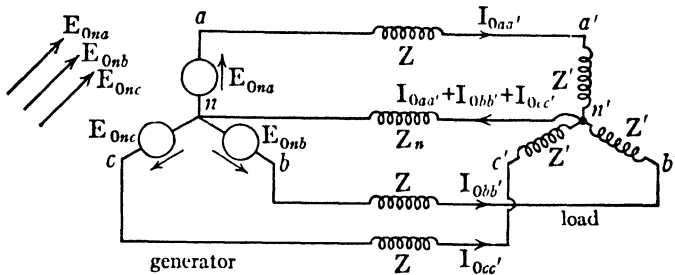 a I₀aa′ a′
E₀na Z
E₀nb
E₀nc E₀na Z′
n I₀aa′+I₀bb′+I₀cc′ n′
E₀nc E₀nb Zₙ Z′
c b c′ Z′ b
Z I₀bb′
load
generator Z I₀cc′